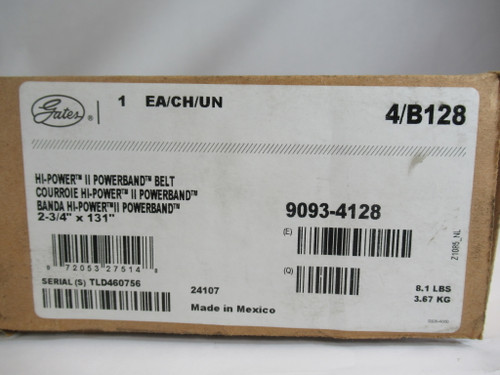 Gates®
1 EA/CH/UN
4/B128
HI-POWER™ II POWERBAND™ BELT
COURROIE HI-POWER™ II POWERBAND™
BANDA HI-POWER™II POWERBAND™
2-3/4" x 131"
9093-4128
(E)
9 72053 27514 8
(Q)
Z1085_NL
SERIAL (S) TLD460756
24107
8.1 LBS
3.67 KG
Made in Mexico